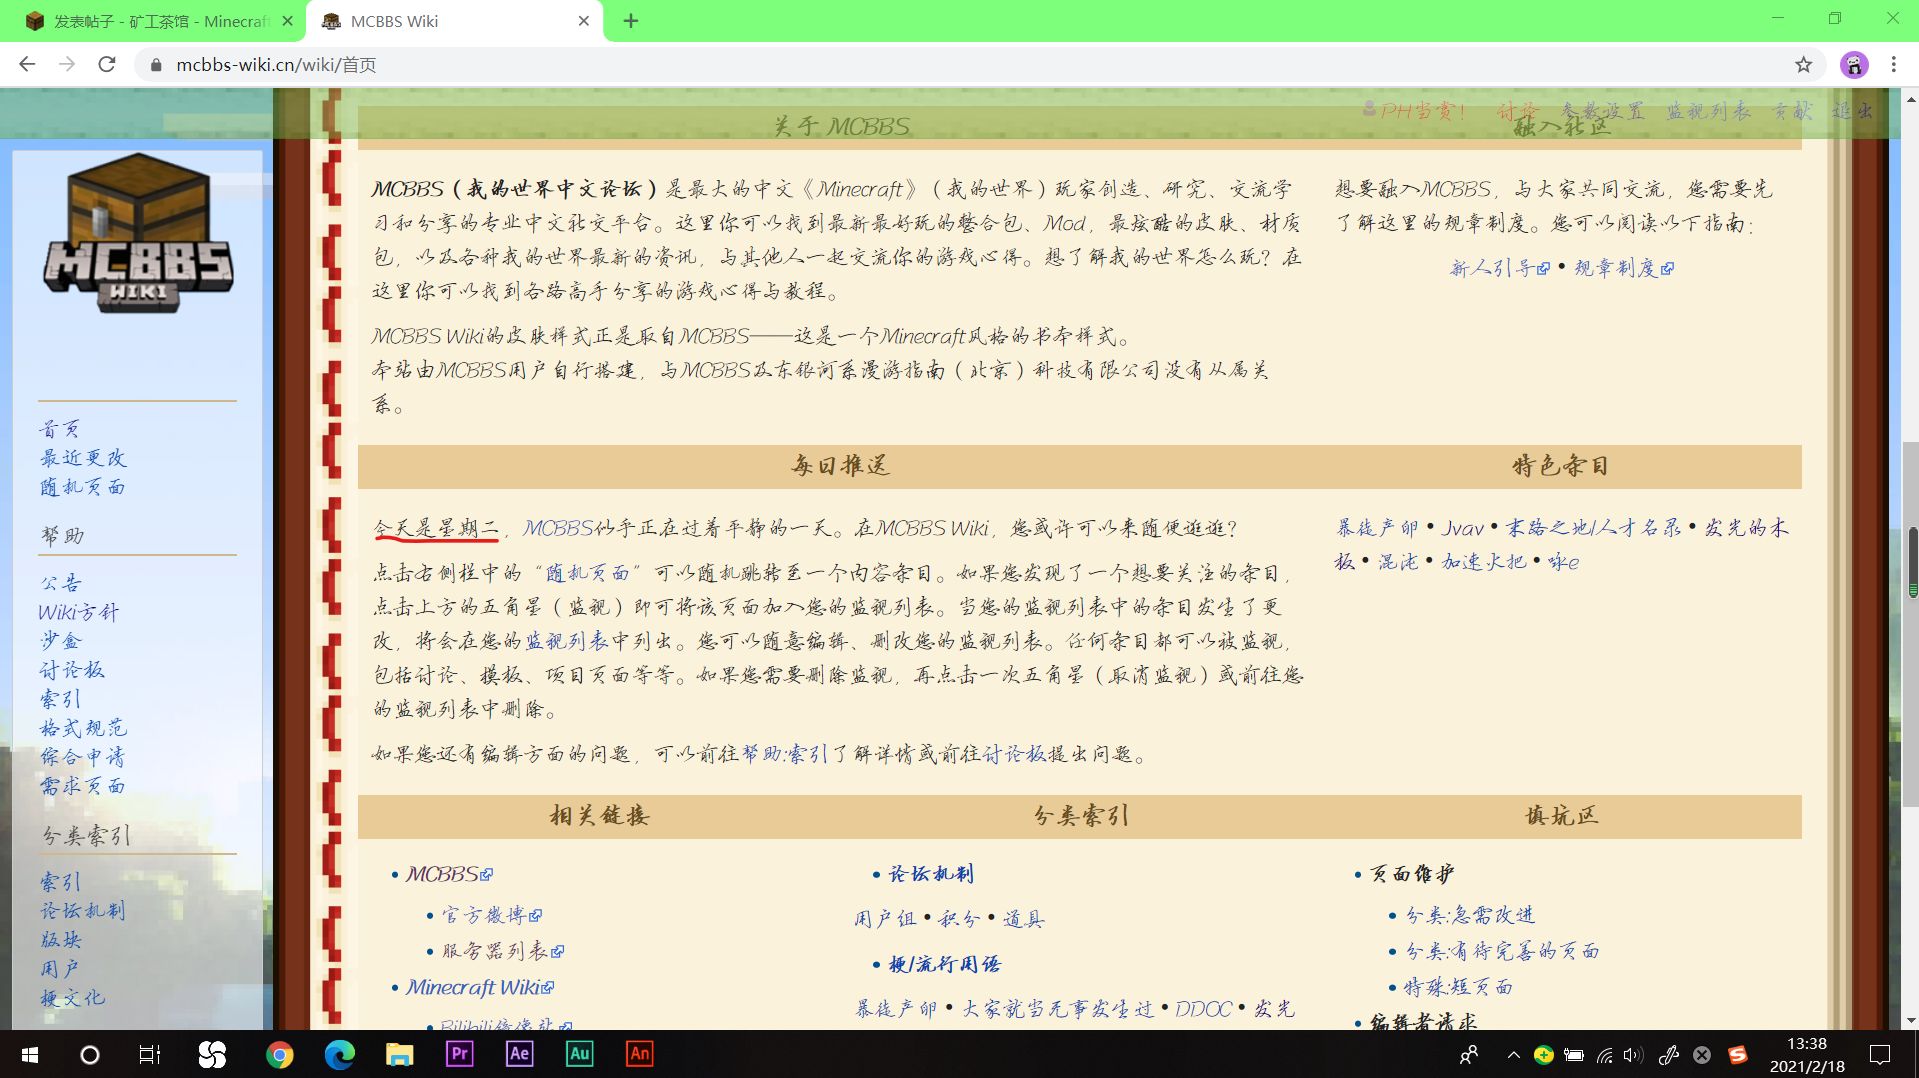 发表帖子 - 矿工茶馆 - Minecraft
MCBBS Wiki
mcbbs-wiki.cn/wiki/首页
PH当赏！ 讨论 参数设置 监视列表 贡献 退出
MCBBS
WIKI
首页
最近更改
随机页面
帮助
公告
Wiki方针
沙盒
讨论板
索引
格式规范
综合申请
需求页面
分类索引
索引
论坛机制
版块
用户
梗文化
关于 MCBBS
MCBBS（我的世界中文论坛）是最大的中文《Minecraft》（我的世界）玩家创造、研究、交流学
习和分享的专业中文社交平台。这里你可以找到最新最好玩的整合包、Mod，最炫酷的皮肤、材质
包，以及各种我的世界最新的资讯，与其他人一起交流你的游戏心得。想了解我的世界怎么玩？在
这里你可以找到各路高手分享的游戏心得与教程。
MCBBS Wiki的皮肤样式正是取自MCBBS——这是一个Minecraft风格的书本样式。
本站由MCBBS用户自行搭建，与MCBBS及东银河系漫游指南（北京）科技有限公司没有从属关
系。
融入社区
想要融入MCBBS，与大家共同交流，您需要先
了解这里的规章制度。您可以阅读以下指南：
新人引导 • 规章制度
每日推送
今天是星期二，MCBBS似乎正在过着平静的一天。在MCBBS Wiki，您或许可以来随便逛逛？
点击右侧栏中的“随机页面”可以随机跳转至一个内容条目。如果您发现了一个想要关注的条目，
点击上方的五角星（监视）即可将该页面加入您的监视列表。当您的监视列表中的条目发生了更
改，将会在您的监视列表中列出。您可以随意编辑、删改您的监视列表。任何条目都可以被监视，
包括讨论、模板、项目页面等等。如果您需要删除监视，再点击一次五角星（取消监视）或前往您
的监视列表中删除。
如果您还有编辑方面的问题，可以前往帮助:索引了解详情或前往讨论板提出问题。
特色条目
暴徒产卵 • Jvav • 末路之地/人才名录 • 发光的木
板 • 混沌 • 加速火把 • 咏e
相关链接
• MCBBS
• 官方微博
• 服务器列表
• Minecraft Wiki
• Bilibili镜像站
分类索引
• 论坛机制
用户组 • 积分 • 道具
• 梗/流行用语
暴徒产卵 • 大家就当无事发生过 • DDOC • 发光
填坑区
• 页面维护
• 分类:急需改进
• 分类:有待完善的页面
• 特殊:短页面
• 编辑者请求
Pr Ae Au An
13:38
2021/2/18